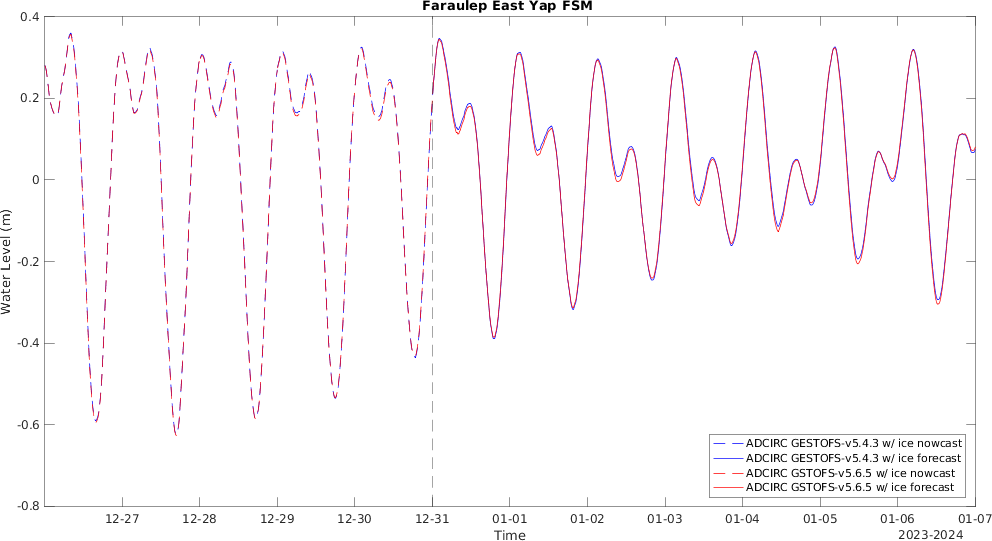 Faraulep East Yap FSM
0.4
0.2
0
-0.2
-0.4
-0.6
-0.8
Water Level (m)
12-27
12-28
12-29
12-30
12-31
01-01
01-02
01-03
01-04
01-05
01-06
01-07
Time
2023-2024
ADCIRC GESTOFS-v5.4.3 w/ ice nowcast
ADCIRC GESTOFS-v5.4.3 w/ ice forecast
ADCIRC GSTOFS-v5.6.5 w/ ice nowcast
ADCIRC GSTOFS-v5.6.5 w/ ice forecast